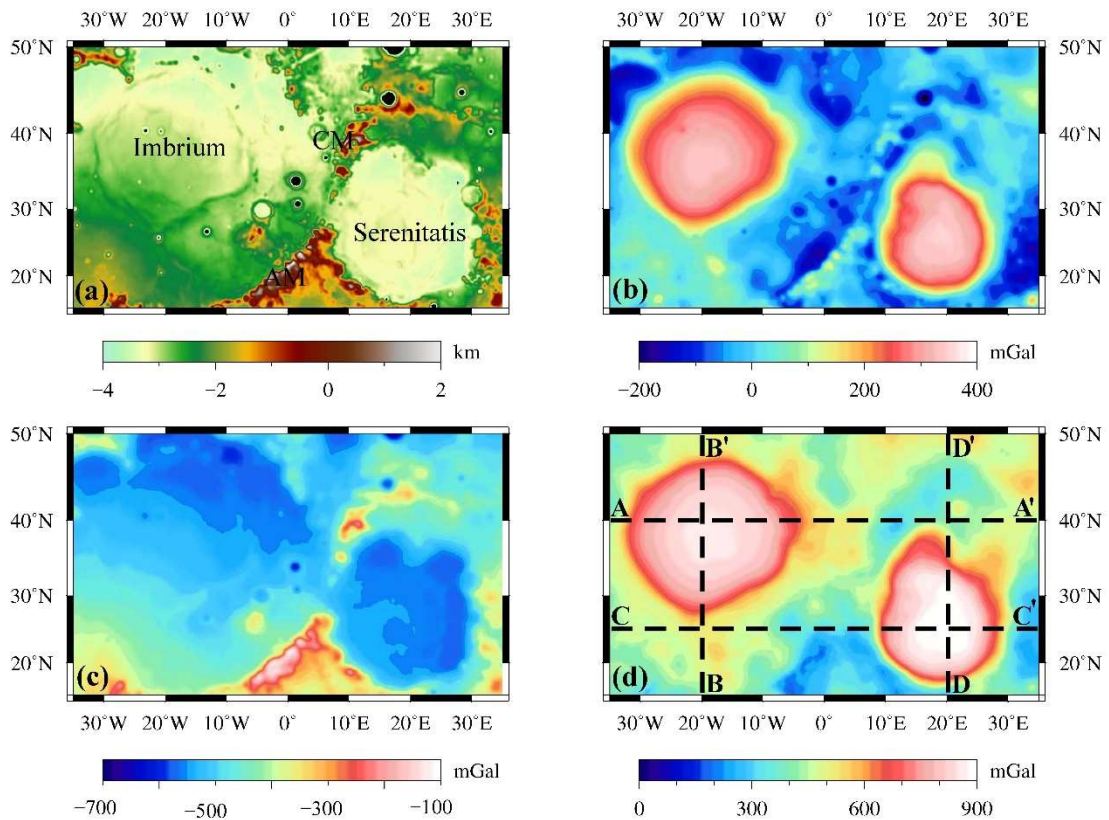 30°W 20°W 10°W 0° 10°E 20°E 30°E
30°W 20°W 10°W 0° 10°E 20°E 30°E
50°N 50°N
40°N 40°N
30°N 30°N
20°N 20°N
Imbrium
CM
Serenitatis
AM
(a)
(b)
km
−4 −2 0 2
mGal
−200 0 200 400
50°N 50°N
40°N 40°N
30°N 30°N
20°N 20°N
(c)
B' D'
A A'
C C'
(d)
B D
30°W 20°W 10°W 0° 10°E 20°E 30°E
30°W 20°W 10°W 0° 10°E 20°E 30°E
mGal
−700 −500 −300 −100
mGal
0 300 600 900